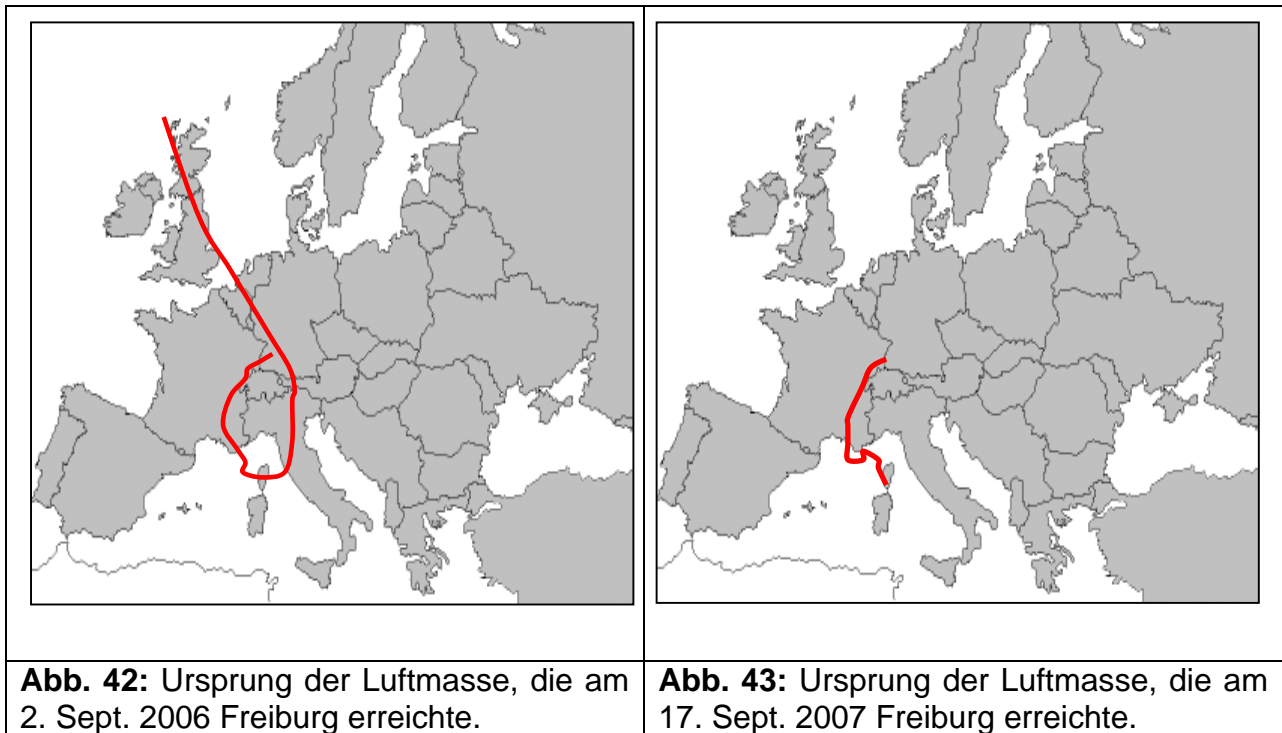 Abb. 42: Ursprung der Luftmasse, die am
2. Sept. 2006 Freiburg erreichte.
Abb. 43: Ursprung der Luftmasse, die am
17. Sept. 2007 Freiburg erreichte.